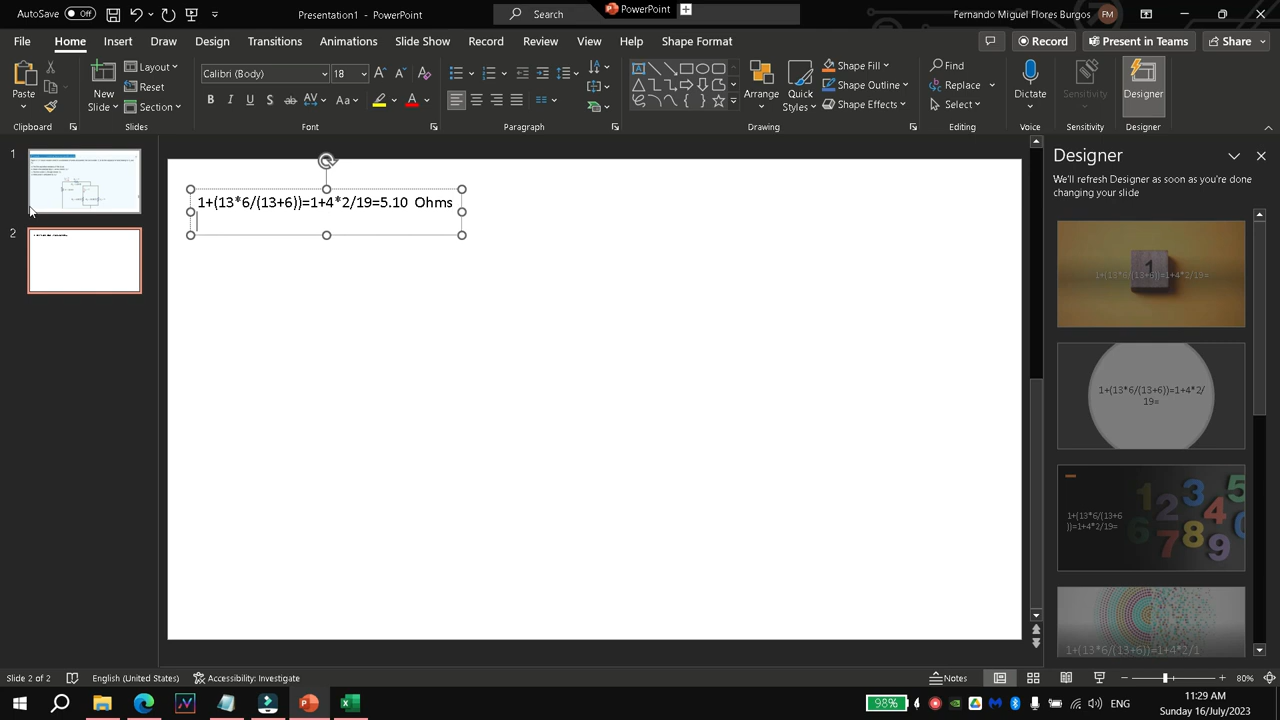 AutoSave Off
Presentation1 - PowerPoint
Search
PowerPoint
Fernando Miguel Flores Burgos FM
File Home Insert Draw Design Transitions Animations Slide Show Record Review View Help Shape Format
Record Present in Teams Share
Paste
New
Slide
Layout
Reset
Section
Calibri (Body) 18
B I U S ab AV Aa A
Arrange
Quick
Styles
Shape Fill
Shape Outline
Shape Effects
Find
Replace
Select
Dictate
Sensitivity
Designer
Clipboard Slides Font Paragraph Drawing Editing Voice Sensitivity Designer
1
2
1+(13*6/(13+6))=1+4*2/19=5.10 Ohms
Designer
We'll refresh Designer as soon as you're done
changing your slide
1
1+(13*6/(13+6))=1+4*2/19=
1+(13*6/(13+6))=1+4*2/
19=
1+(13*6/(13+6
))=1+4*2/19=
1+(13*6/(13+6))=1+4*2/1
Slide 2 of 2
English (United States)
Accessibility: Investigate
Notes
80%
98%
ENG
11:29 AM
Sunday 16/July/2023